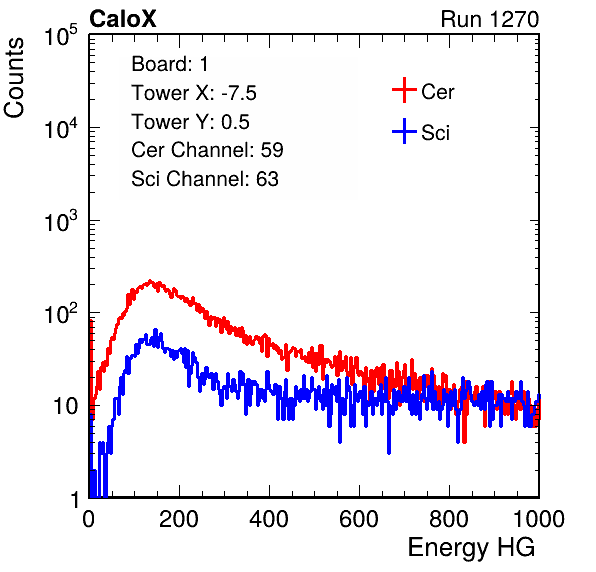 CaloX Run 1270
Counts
10^5
10^4
10^3
10^2
10
1
Board: 1
Tower X: -7.5
Tower Y: 0.5
Cer Channel: 59
Sci Channel: 63
Cer
Sci
0 200 400 600 800 1000
Energy HG